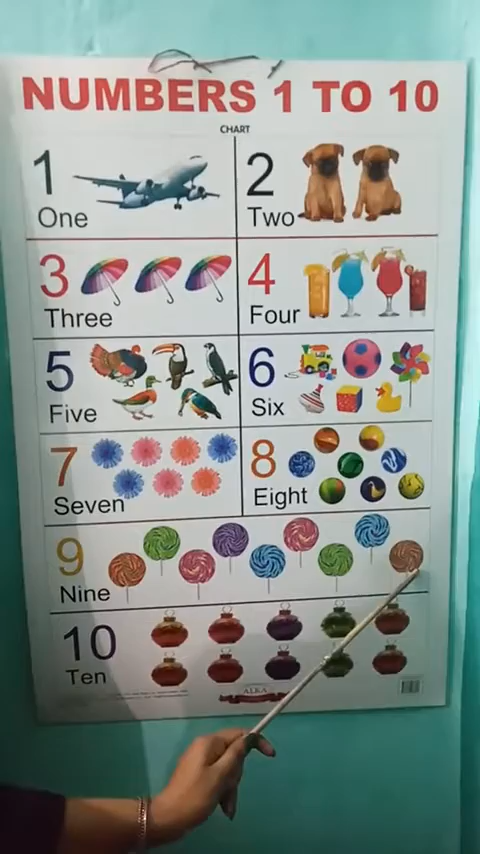 NUMBERS 1 TO 10
CHART
1
One
2
Two
3
Three
4
Four
5
Five
6
Six
7
Seven
8
Eight
9
Nine
10
Ten
ALKA